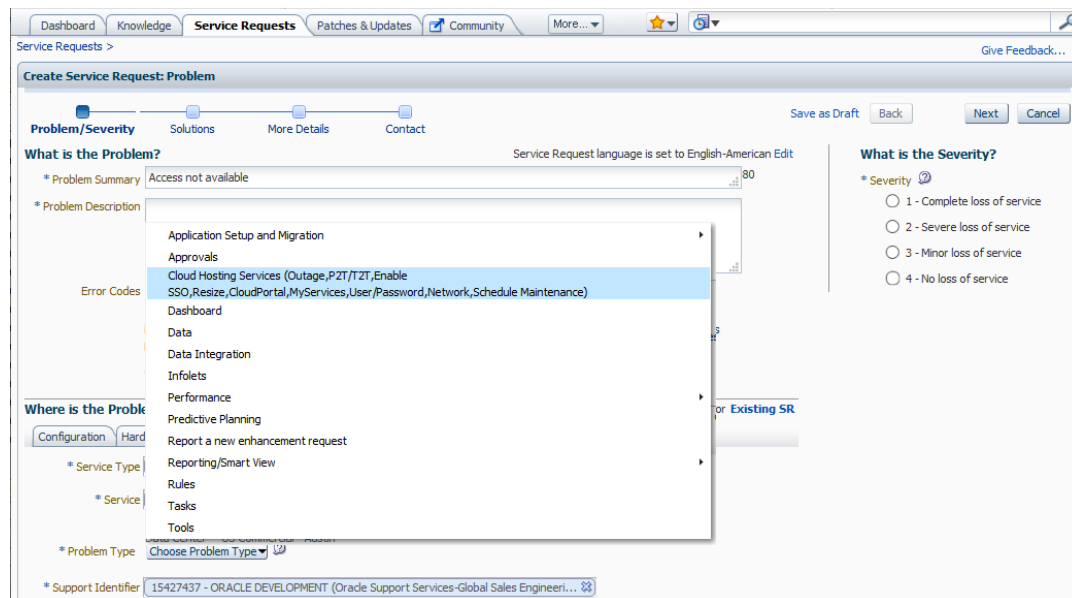 Dashboard
Knowledge
Service Requests
Patches & Updates
Community
More...
Service Requests >
Give Feedback...
Create Service Request: Problem
Problem/Severity
Solutions
More Details
Contact
Save as Draft
Back
Next
Cancel
What is the Problem?
Service Request language is set to English-American Edit
* Problem Summary
Access not available
80
* Problem Description
Application Setup and Migration
Approvals
Cloud Hosting Services (Outage,P2T/T2T,Enable
SSO,Resize,CloudPortal,MyServices,User/Password,Network,Schedule Maintenance)
Dashboard
Data
Data Integration
Infolets
Performance
Predictive Planning
Report a new enhancement request
Reporting/Smart View
Rules
Tasks
Tools
Error Codes
What is the Severity?
* Severity
1 - Complete loss of service
2 - Severe loss of service
3 - Minor loss of service
4 - No loss of service
Where is the Proble
or Existing SR
Configuration
Hard
* Service Type
* Service
* Problem Type
Choose Problem Type
* Support Identifier
15427437 - ORACLE DEVELOPMENT (Oracle Support Services-Global Sales Engineeri...